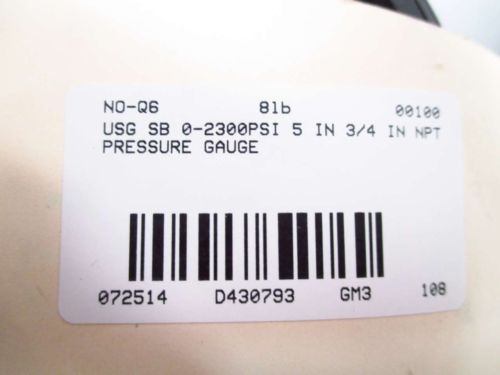 NO-Q6 8lb 00100
USG SB 0-2300PSI 5 IN 3/4 IN NPT
PRESSURE GAUGE
072514 D430793 GM3 108